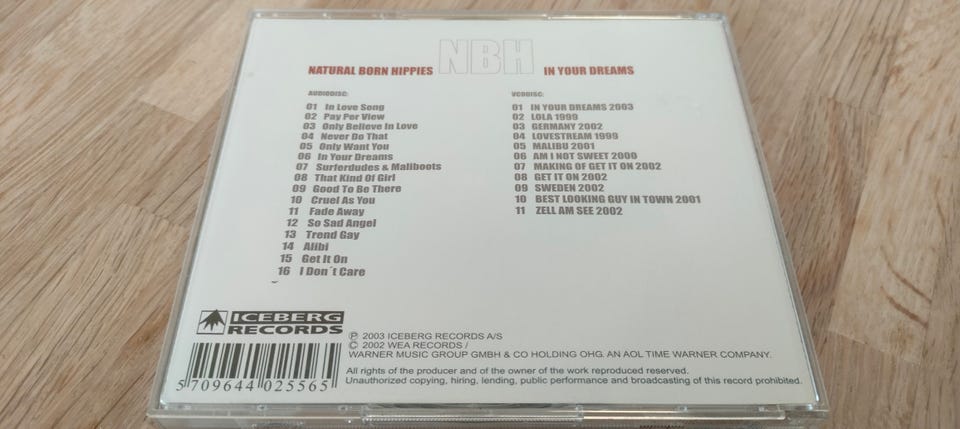 NATURAL BORN HIPPIES NBH IN YOUR DREAMS
AUDIODISC:
01 In Love Song
02 Pay Per View
03 Only Believe In Love
04 Never Do That
05 Only Want You
06 In Your Dreams
07 Surferdudes & Maliboots
08 That Kind Of Girl
09 Good To Be There
10 Cruel As You
11 Fade Away
12 So Sad Angel
13 Trend Gay
14 Alibi
15 Get It On
16 I Don´t Care
VCDDISC:
01 IN YOUR DREAMS 2003
02 LOLA 1999
03 GERMANY 2002
04 LOVESTREAM 1999
05 MALIBU 2001
06 AM I NOT SWEET 2000
07 MAKING OF GET IT ON 2002
08 GET IT ON 2002
09 SWEDEN 2002
10 BEST LOOKING GUY IN TOWN 2001
11 ZELL AM SEE 2002
ICEBERG
RECORDS
℗ 2003 ICEBERG RECORDS A/S
© 2002 WEA RECORDS /
WARNER MUSIC GROUP GMBH & CO HOLDING OHG. AN AOL TIME WARNER COMPANY.
All rights of the producer and of the owner of the work reproduced reserved.
Unauthorized copying, hiring, lending, public performance and broadcasting of this record prohibited.
5 709644 025565